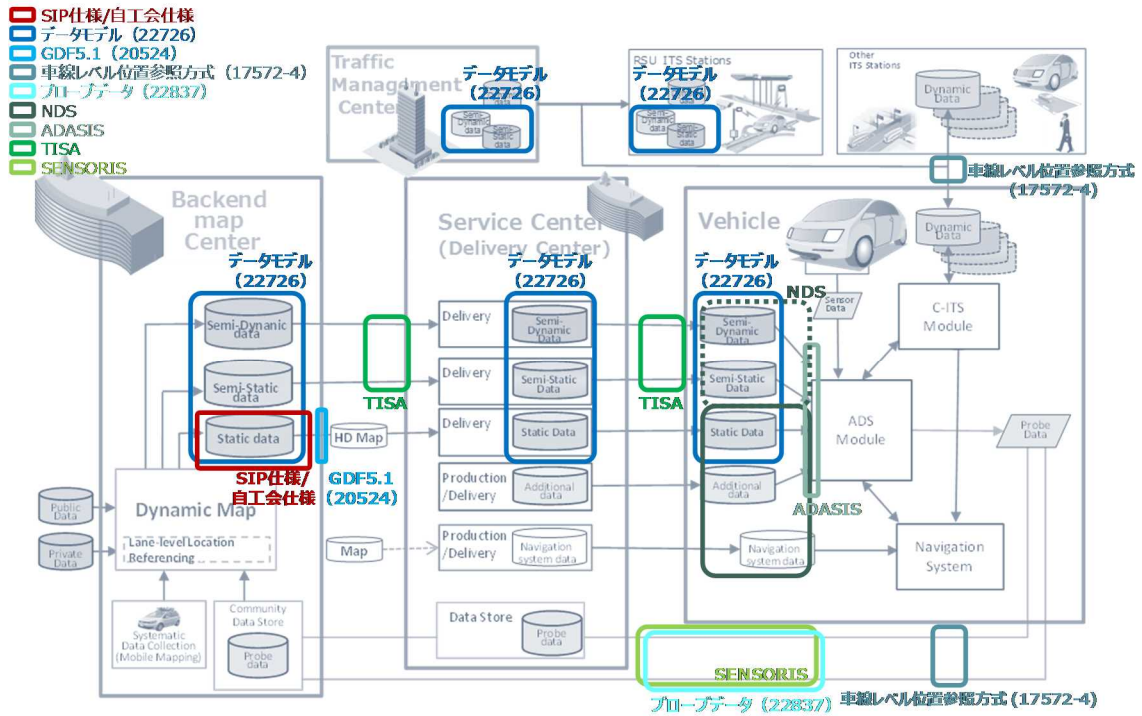 SIP仕様/自工会仕様
データモデル（22726）
GDF5.1（20524）
車線レベル位置参照方式（17572-4）
プローブデータ（22837）
NDS
ADASIS
TISA
SENSORIS
Traffic
Management
Center
データモデル
（22726）
Semi-
Dynamic
data
Semi-
Static
data
RSU ITS Stations
データモデル
（22726）
Semi-
Dynamic
data
Semi-
Static
data
Other
ITS Stations
Dynamic
Data
車線レベル位置参照方式
(17572-4)
Backend
map
Center
データモデル
（22726）
Semi-Dynanic
data
Semi-Static
data
Static data
SIP仕様/
自工会仕様
GDF5.1
（20524）
HD Map
Map
Public
Data
Private
Data
Dynamic Map
Lane-level Location
Referencing
Systematic
Data Collection
(Mobile Mapping)
Community
Data Store
Probe
data
TISA
Service Center
(Delivery Center)
データモデル
（22726）
Delivery
Semi-
Dynamic
Data
Delivery
Semi-Static
Data
Delivery
Static Data
Production
/Delivery
Additional
data
Production
/Delivery
Navigation
system data
Data Store
Probe
data
TISA
Vehicle
データモデル
（22726）
NDS
Semi-
Dynamic
Data
Semi-Static
Data
Static Data
Additional
data
Navigation
system data
Sensor
Data
Dynamic
Data
C-ITS
Module
ADS
Module
ADASIS
Navigation
System
Probe
Data
SENSORIS
プローブデータ（22837）
車線レベル位置参照方式 (17572-4)